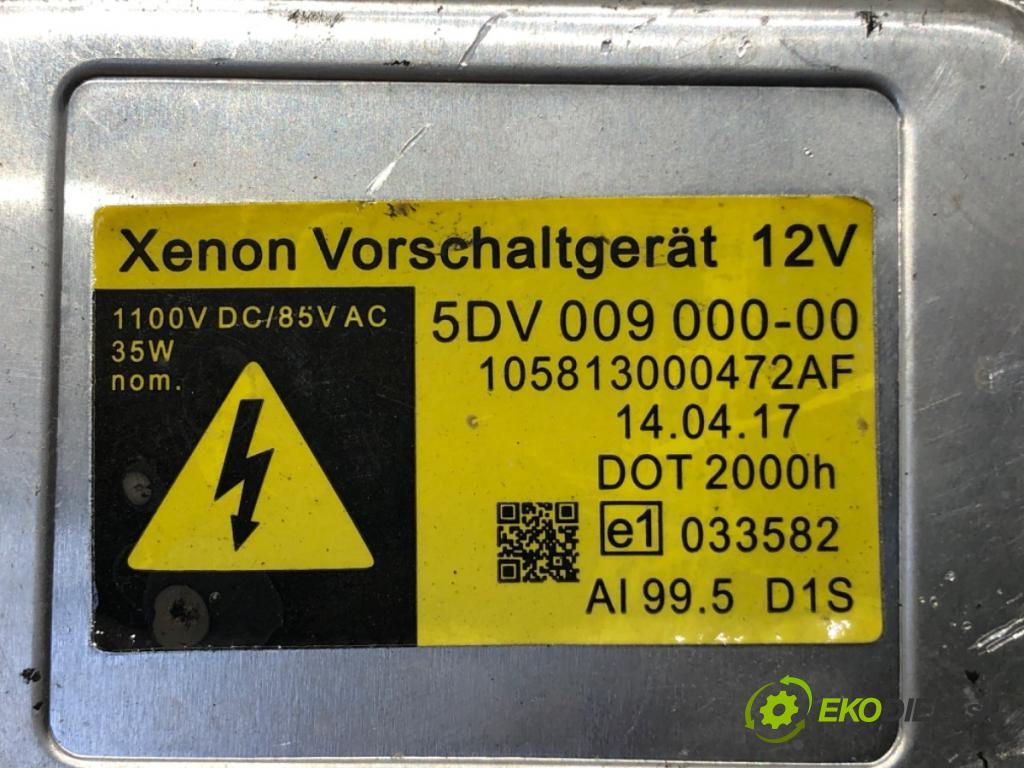 Xenon Vorschaltgerät 12V
1100V DC/85V AC
35W
nom.
5DV 009 000-00
105813000472AF
14.04.17
DOT 2000h
e1 033582
AI 99.5 D1S